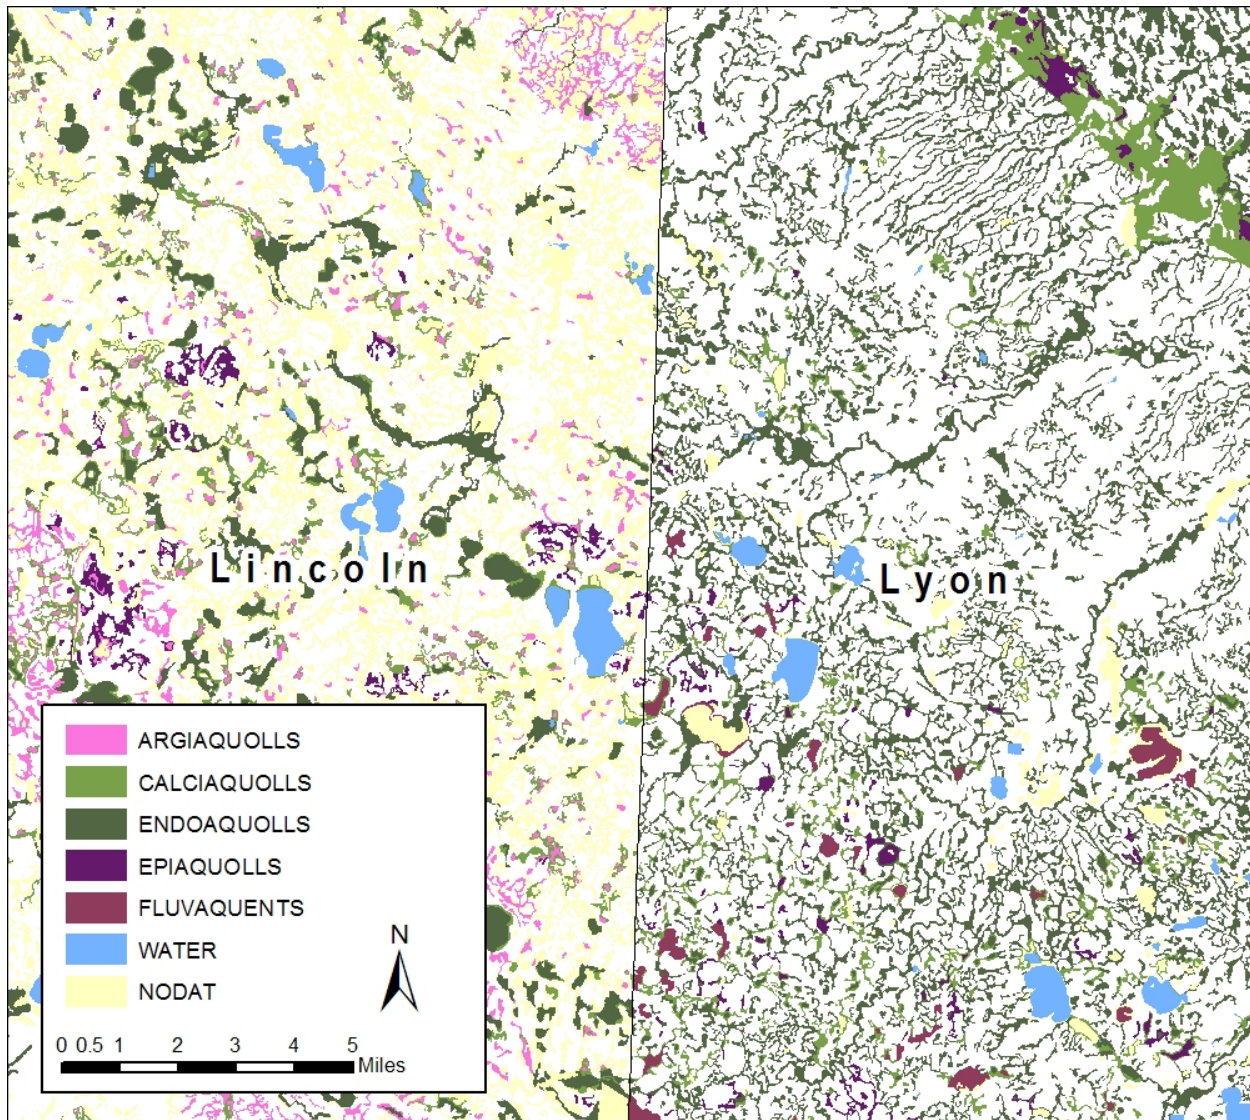 Lincoln
Lyon
ARGIAQUOLLS
CALCIAQUOLLS
ENDOAQUOLLS
EPIAQUOLLS
FLUVAQUENTS
WATER
NODAT
N
0 0.5 1 2 3 4 5
Miles